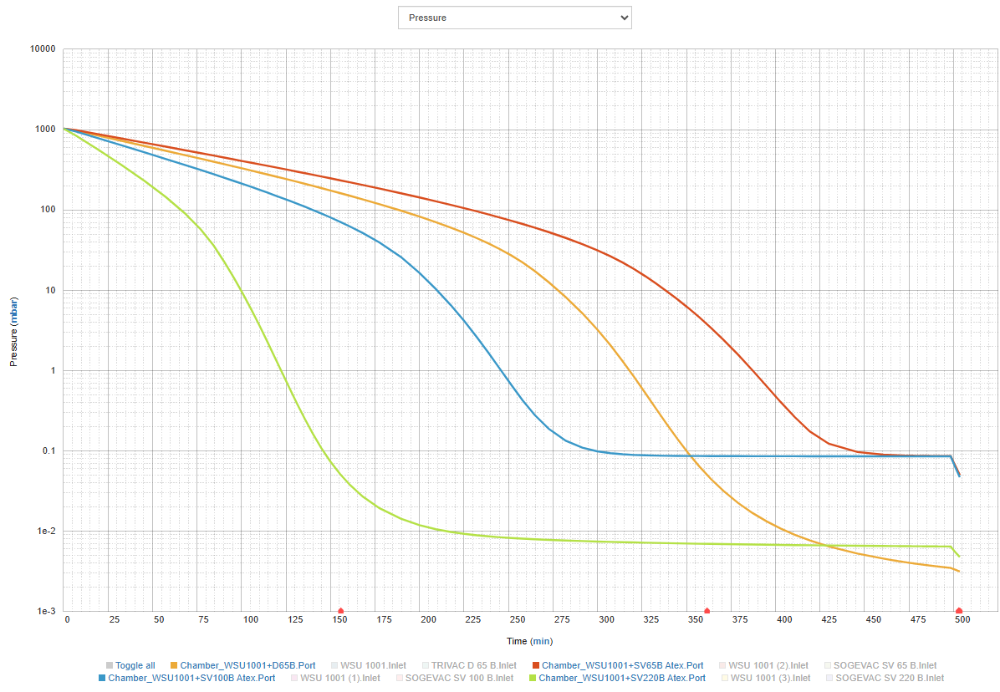 Pressure
10000
1000
100
10
1
0.1
1e-2
1e-3
Pressure (mbar)
0 25 50 75 100 125 150 175 200 225 250 275 300 325 350 375 400 425 450 475 500
Time (min)
Toggle all Chamber_WSU1001+D65B.Port WSU 1001.Inlet TRIVAC D 65 B.Inlet Chamber_WSU1001+SV65B Atex.Port WSU 1001 (2).Inlet SOGEVAC SV 65 B.Inlet
Chamber_WSU1001+SV100B Atex.Port WSU 1001 (1).Inlet SOGEVAC SV 100 B.Inlet Chamber_WSU1001+SV220B Atex.Port WSU 1001 (3).Inlet SOGEVAC SV 220 B.Inlet